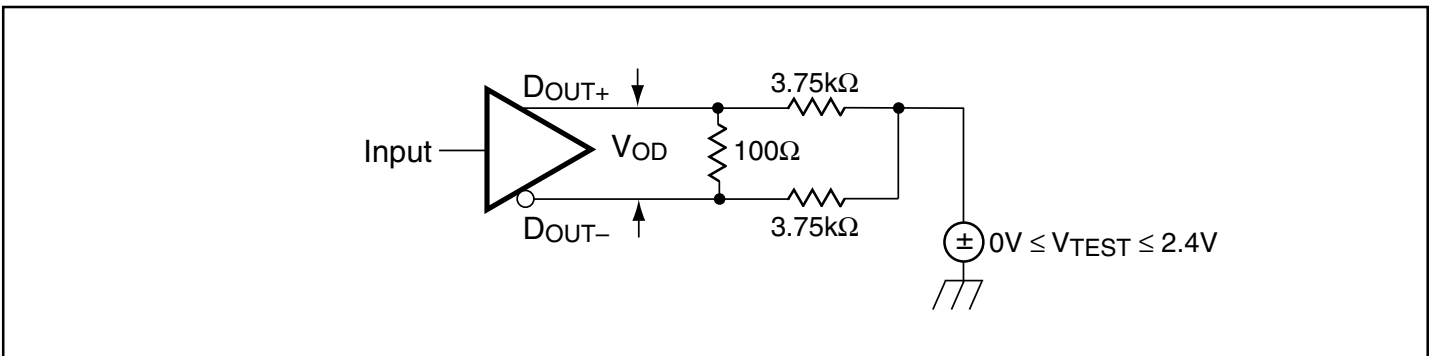 DOUT+
3.75kΩ
Input
VOD
100Ω
DOUT–
3.75kΩ
± 0V ≤ VTEST ≤ 2.4V